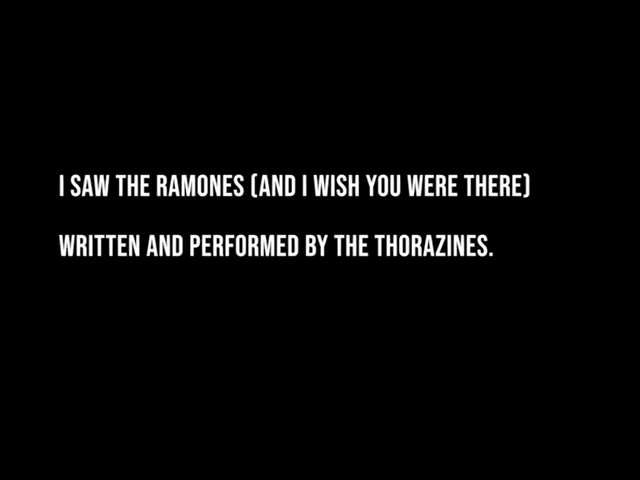 I SAW THE RAMONES (AND I WISH YOU WERE THERE)
WRITTEN AND PERFORMED BY THE THORAZINES.